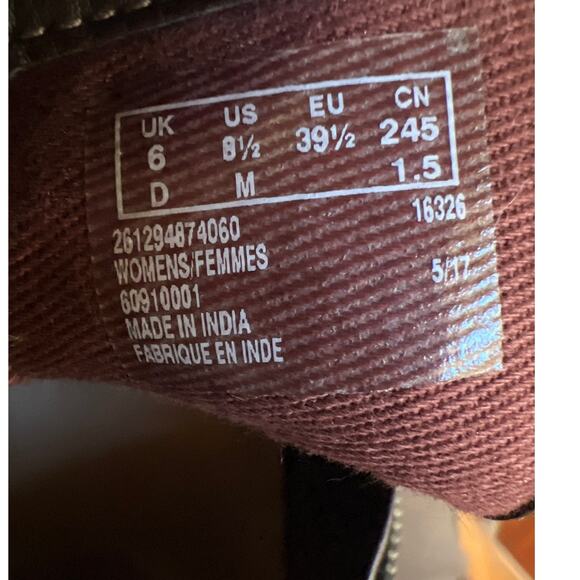 UK US EU CN
6 8½ 39½ 245
D M 1.5
16326
261294874060
WOMENS/FEMMES 5/17
60910001
MADE IN INDIA
FABRIQUE EN INDE